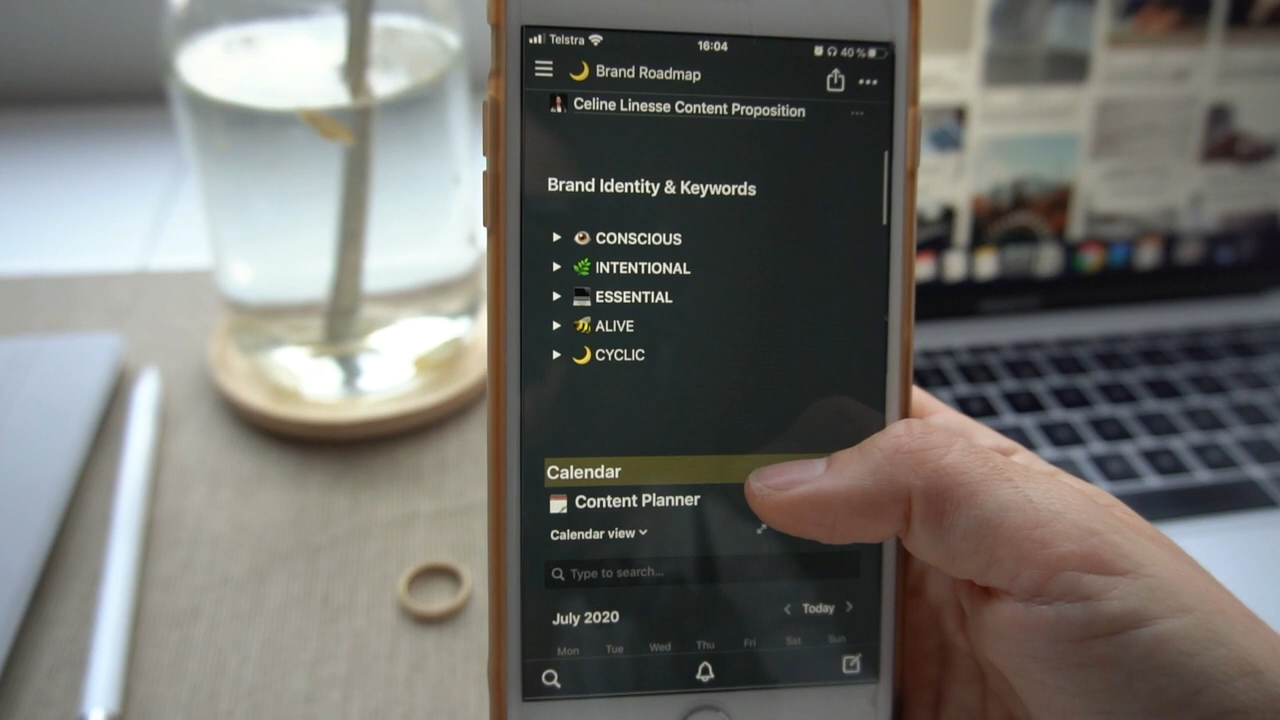 Telstra 16:04 40%
Brand Roadmap
Celine Linesse Content Proposition
Brand Identity & Keywords
CONSCIOUS
INTENTIONAL
ESSENTIAL
ALIVE
CYCLIC
Calendar
Content Planner
Calendar view
Type to search...
July 2020 Today
Mon Tue Wed Thu Fri Sat Sun